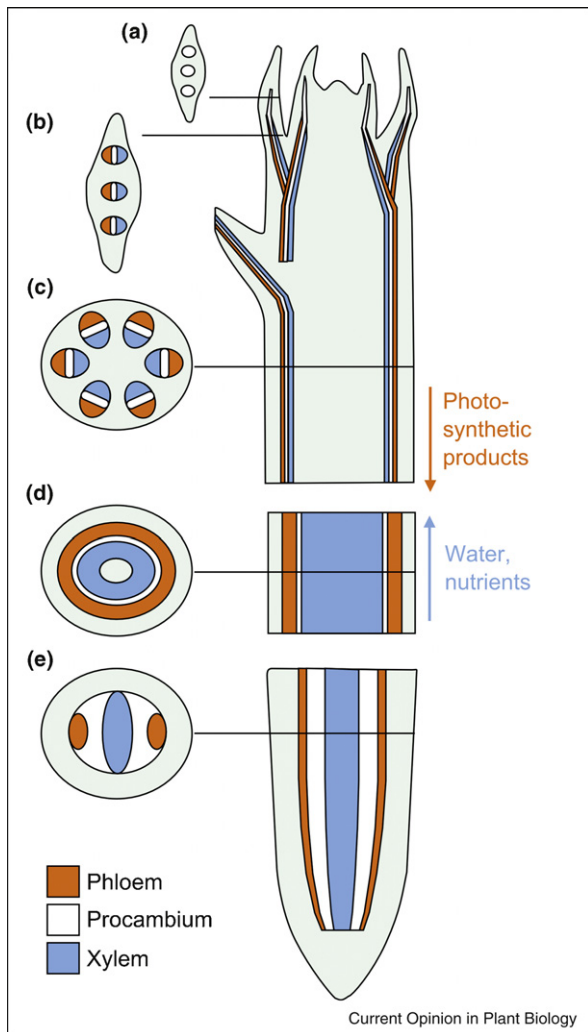 (a)
(b)
(c)
Photo-
synthetic
products
(d)
Water,
nutrients
(e)
Phloem
Procambium
Xylem
Current Opinion in Plant Biology